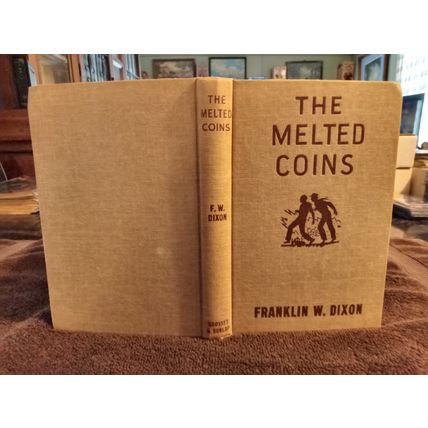 THE
MELTED
COINS
F. W.
DIXON
GROSSET
& DUNLAP
THE
MELTED
COINS
FRANKLIN W. DIXON